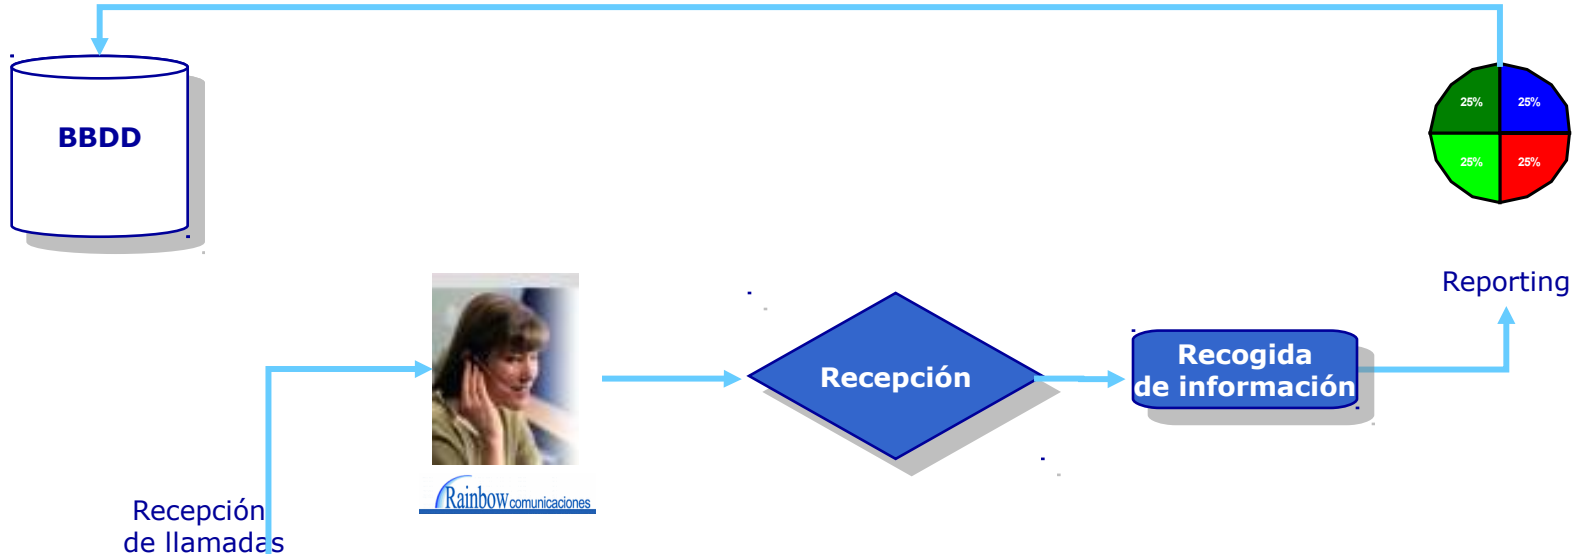 BBDD
25%
25%
25%
25%
Reporting
Recepción
Recogida
de información
Rainbow comunicaciones
Recepción
de llamadas